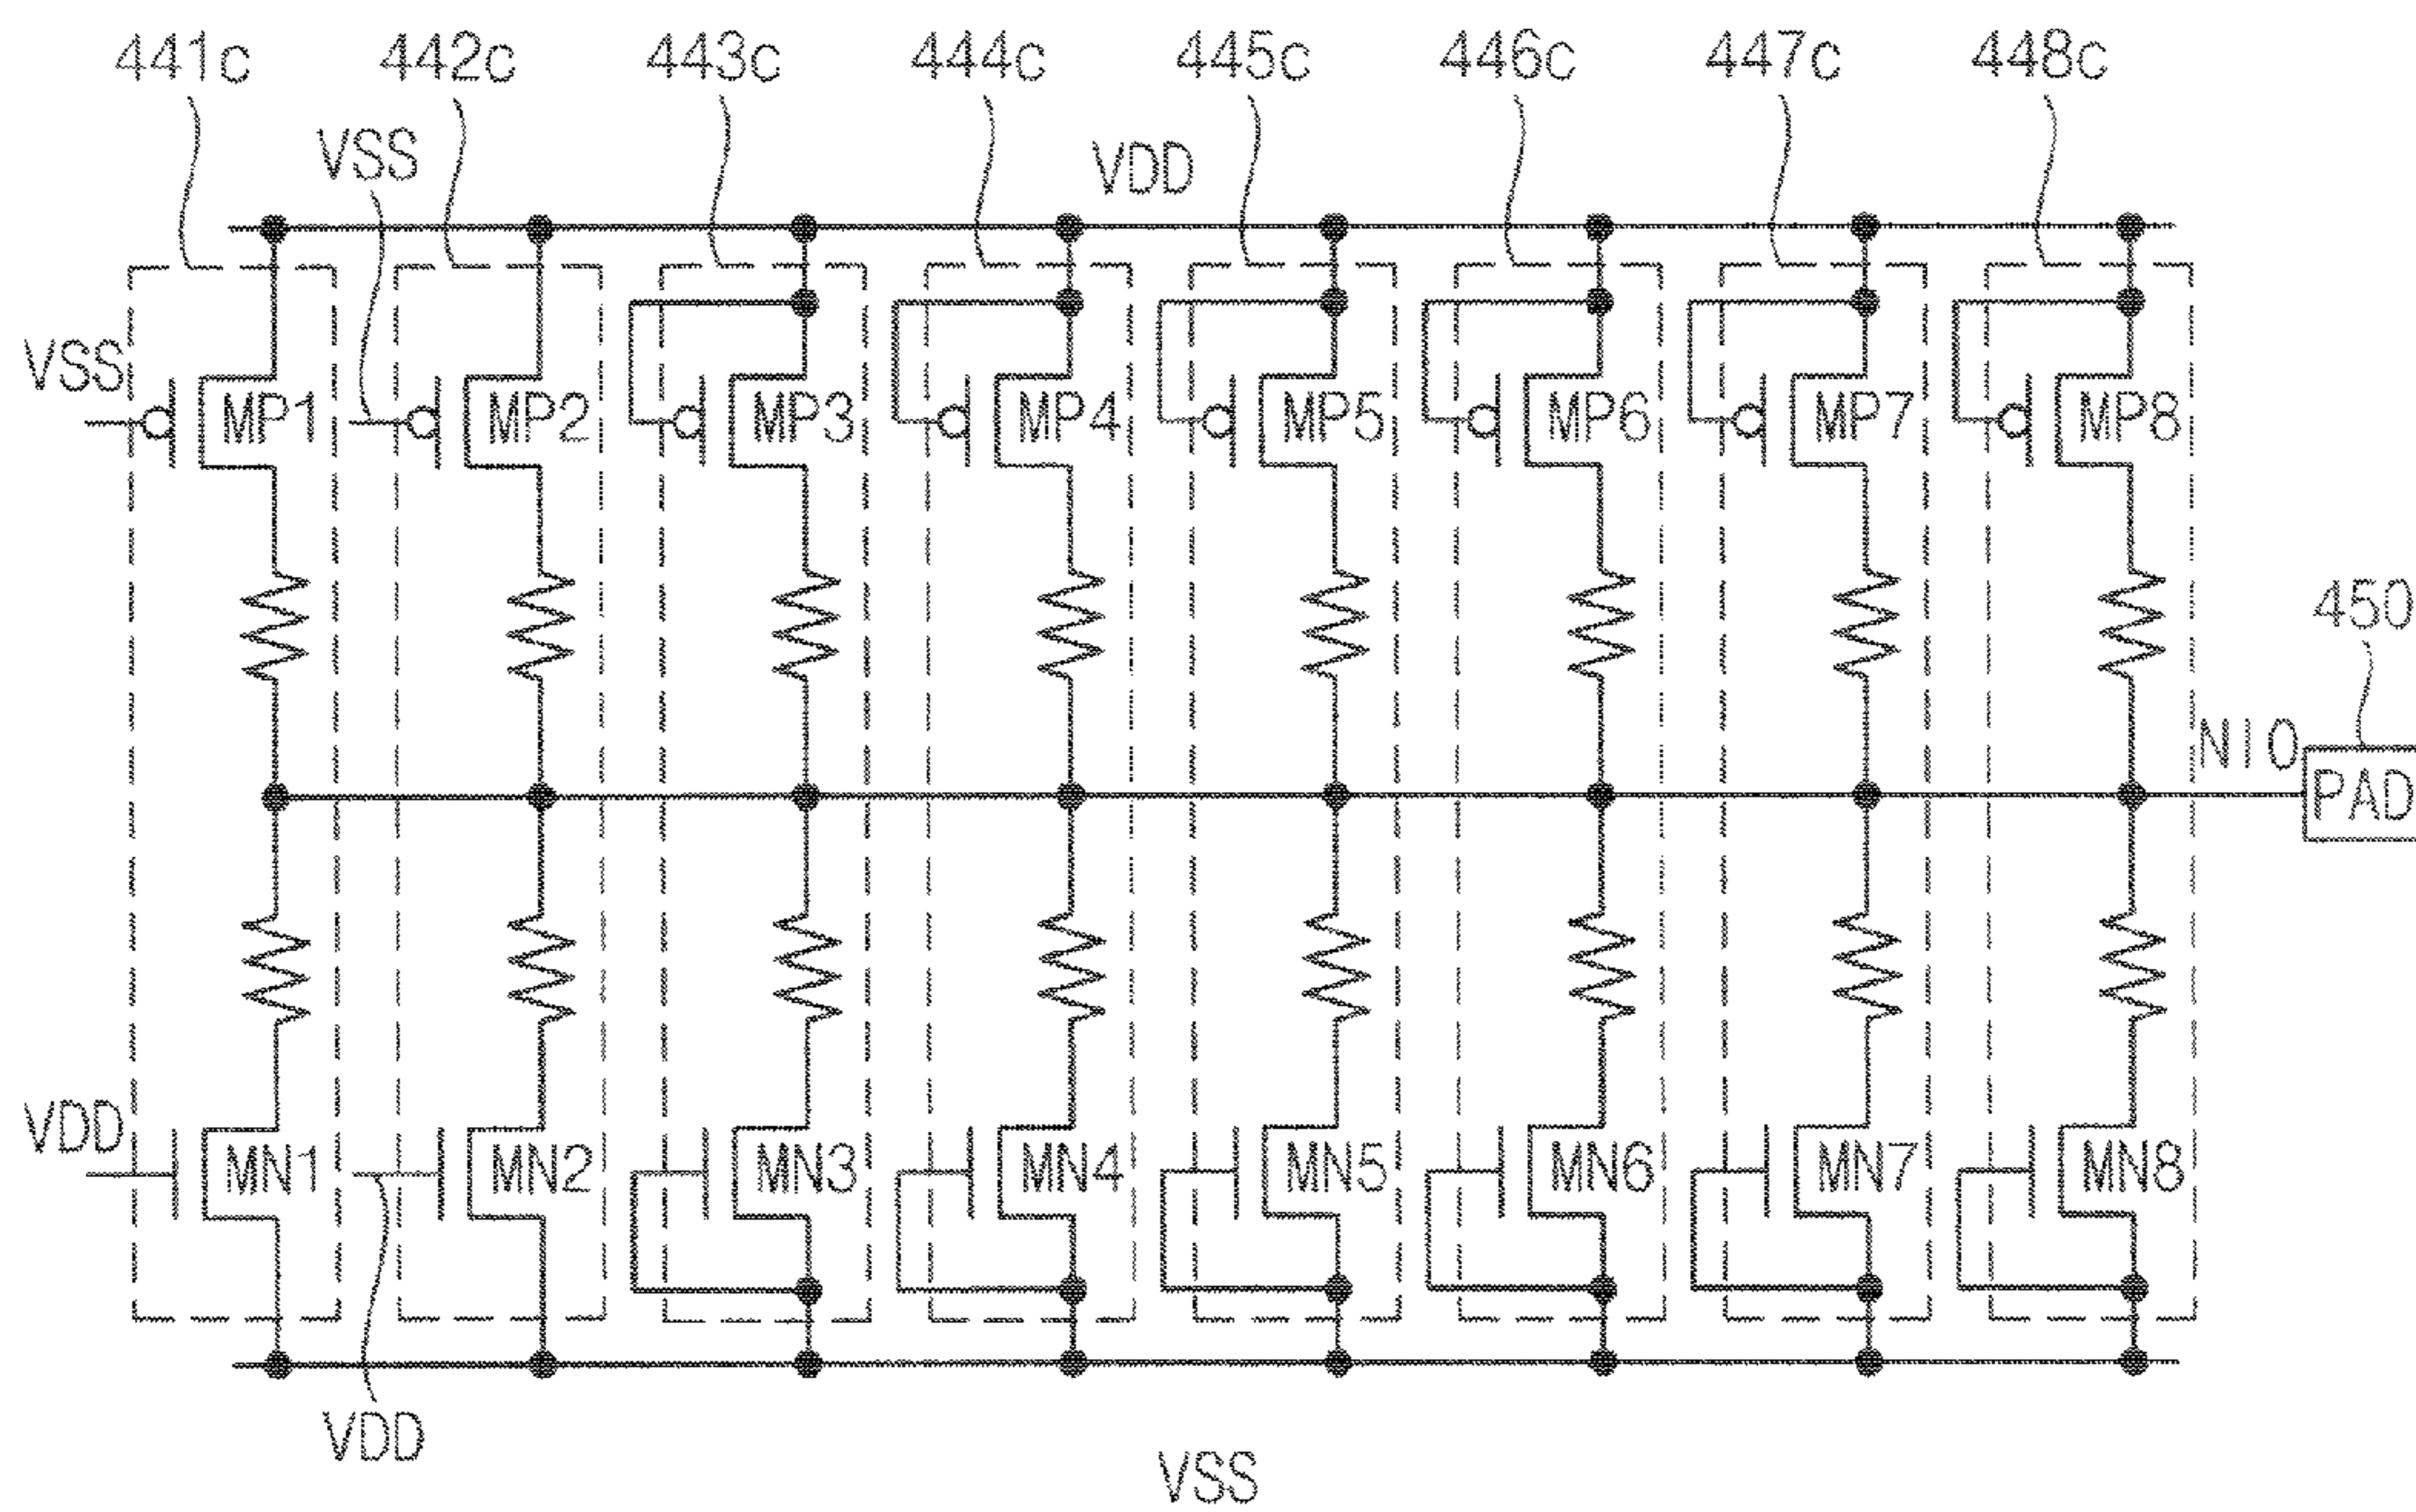 441c 442c 443c 444c 445c 446c 447c 448c
VSS VDD
VSS
MP1 MP2 MP3 MP4 MP5 MP6 MP7 MP8
450
NIO
PAD
VDD
MN1 MN2 MN3 MN4 MN5 MN6 MN7 MN8
VDD
VSS